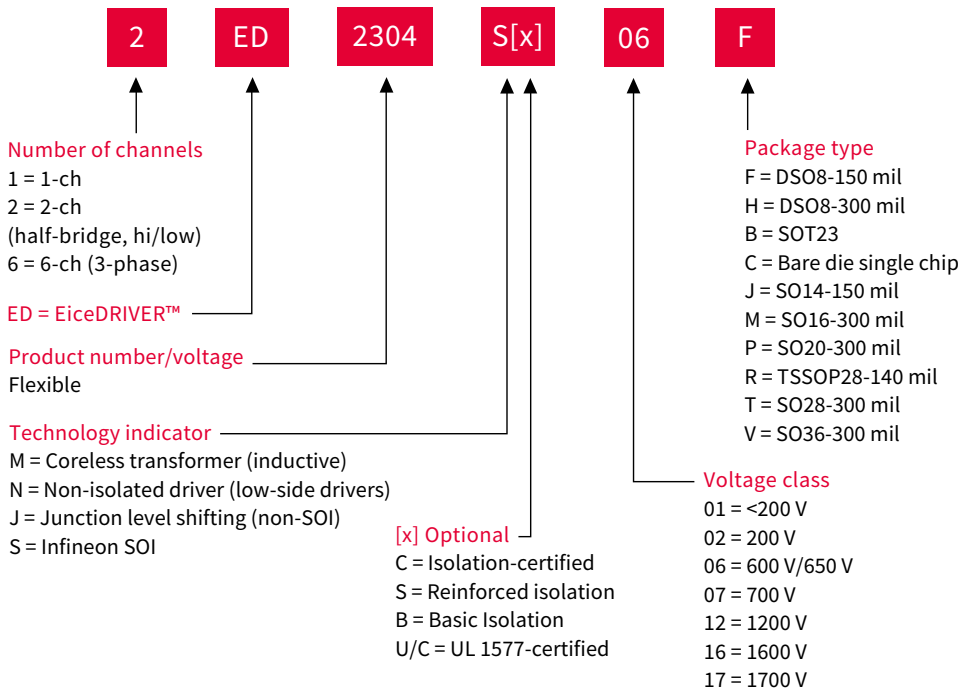 2 ED 2304 S[x] 06 F
Number of channels
1 = 1-ch
2 = 2-ch
(half-bridge, hi/low)
6 = 6-ch (3-phase)
ED = EiceDRIVER™
Product number/voltage
Flexible
Technology indicator
M = Coreless transformer (inductive)
N = Non-isolated driver (low-side drivers)
J = Junction level shifting (non-SOI)
S = Infineon SOI
[x] Optional
C = Isolation-certified
S = Reinforced isolation
B = Basic Isolation
U/C = UL 1577-certified
Package type
F = DSO8-150 mil
H = DSO8-300 mil
B = SOT23
C = Bare die single chip
J = SO14-150 mil
M = SO16-300 mil
P = SO20-300 mil
R = TSSOP28-140 mil
T = SO28-300 mil
V = SO36-300 mil
Voltage class
01 = <200 V
02 = 200 V
06 = 600 V/650 V
07 = 700 V
12 = 1200 V
16 = 1600 V
17 = 1700 V